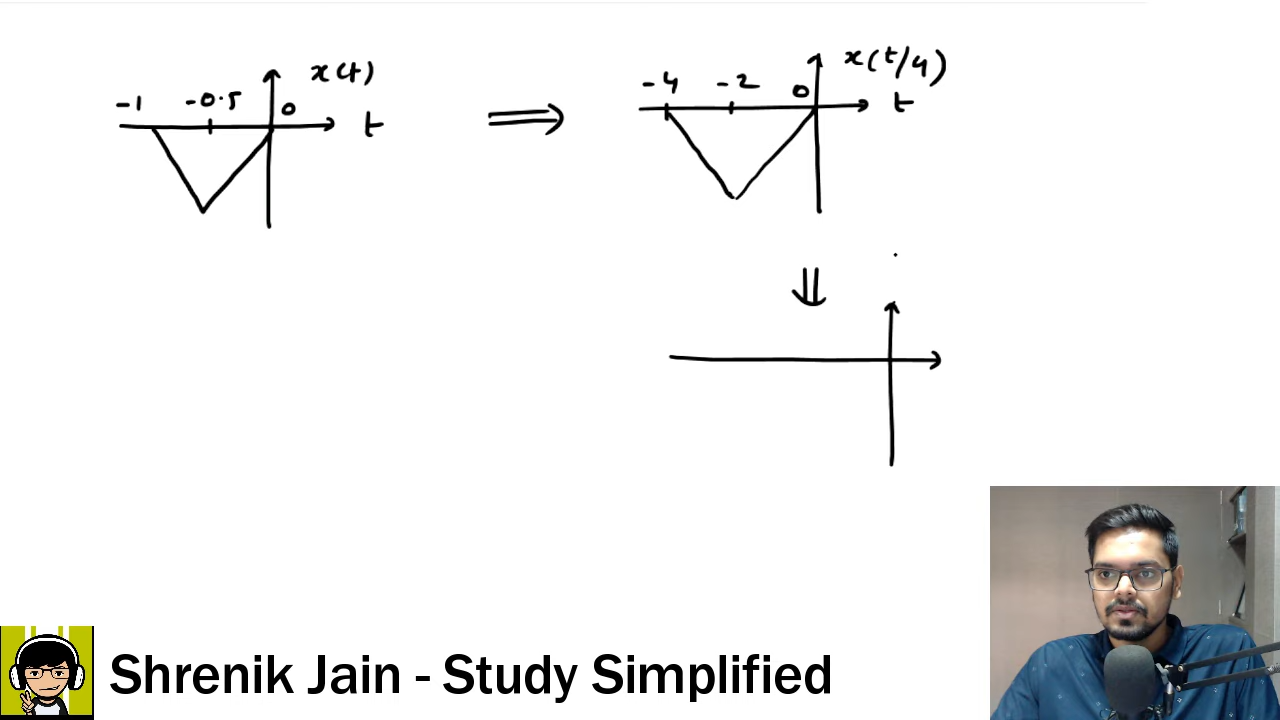 x(t)
-1 -0.5 0
t
x(t/4)
-4 -2 0
t
Shrenik Jain - Study Simplified